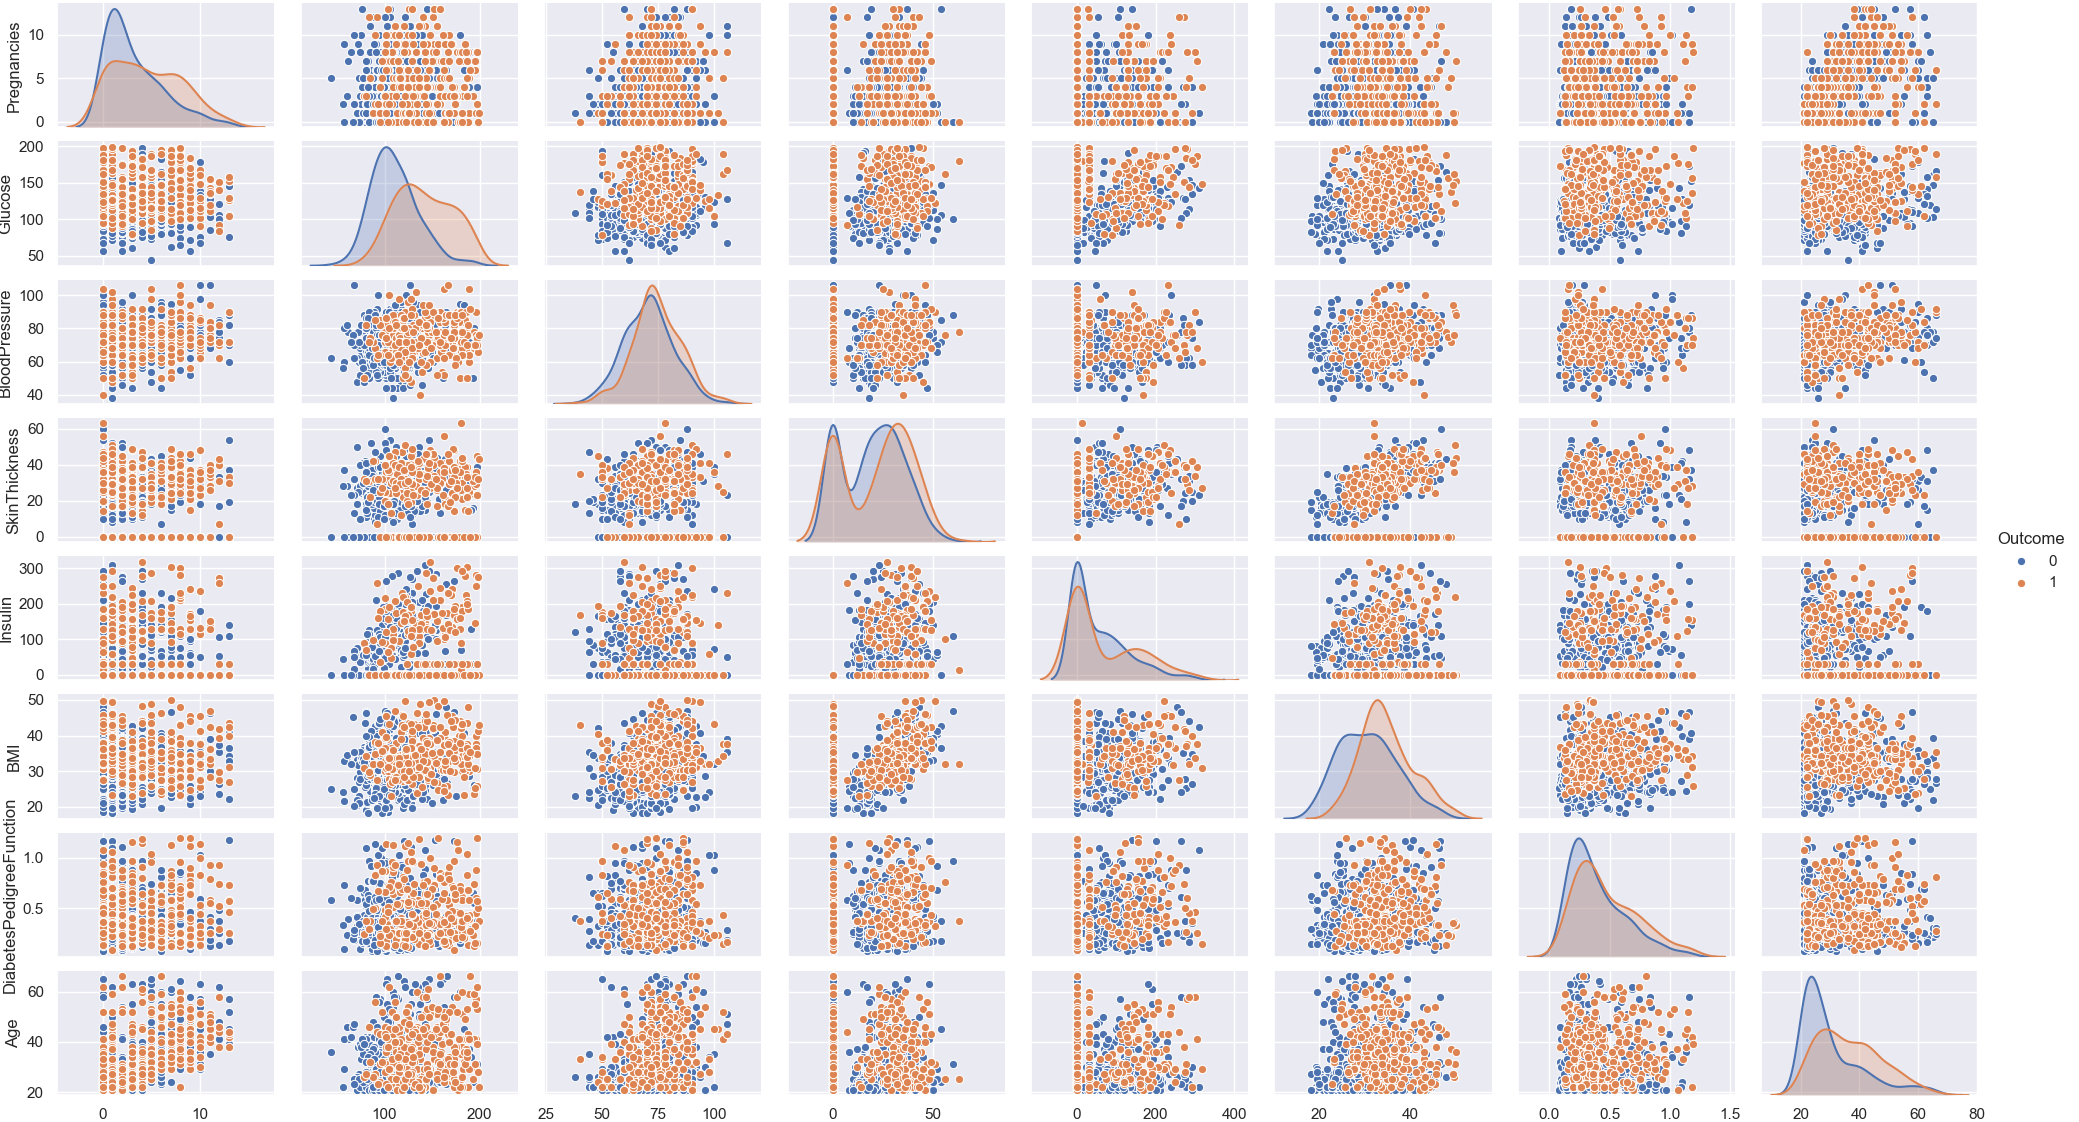 Pregnancies
10
5
0
Glucose
200
150
100
50
BloodPressure
100
80
60
40
SkinThickness
60
40
20
0
Outcome
0
1
Insulin
300
200
100
0
BMI
50
40
30
20
DiabetesPedigreeFunction
1.0
0.5
Age
60
40
20
0 10
100 200
25 50 75 100
0 50
0 200 400
20 40
0.0 0.5 1.0 1.5
20 40 60 80